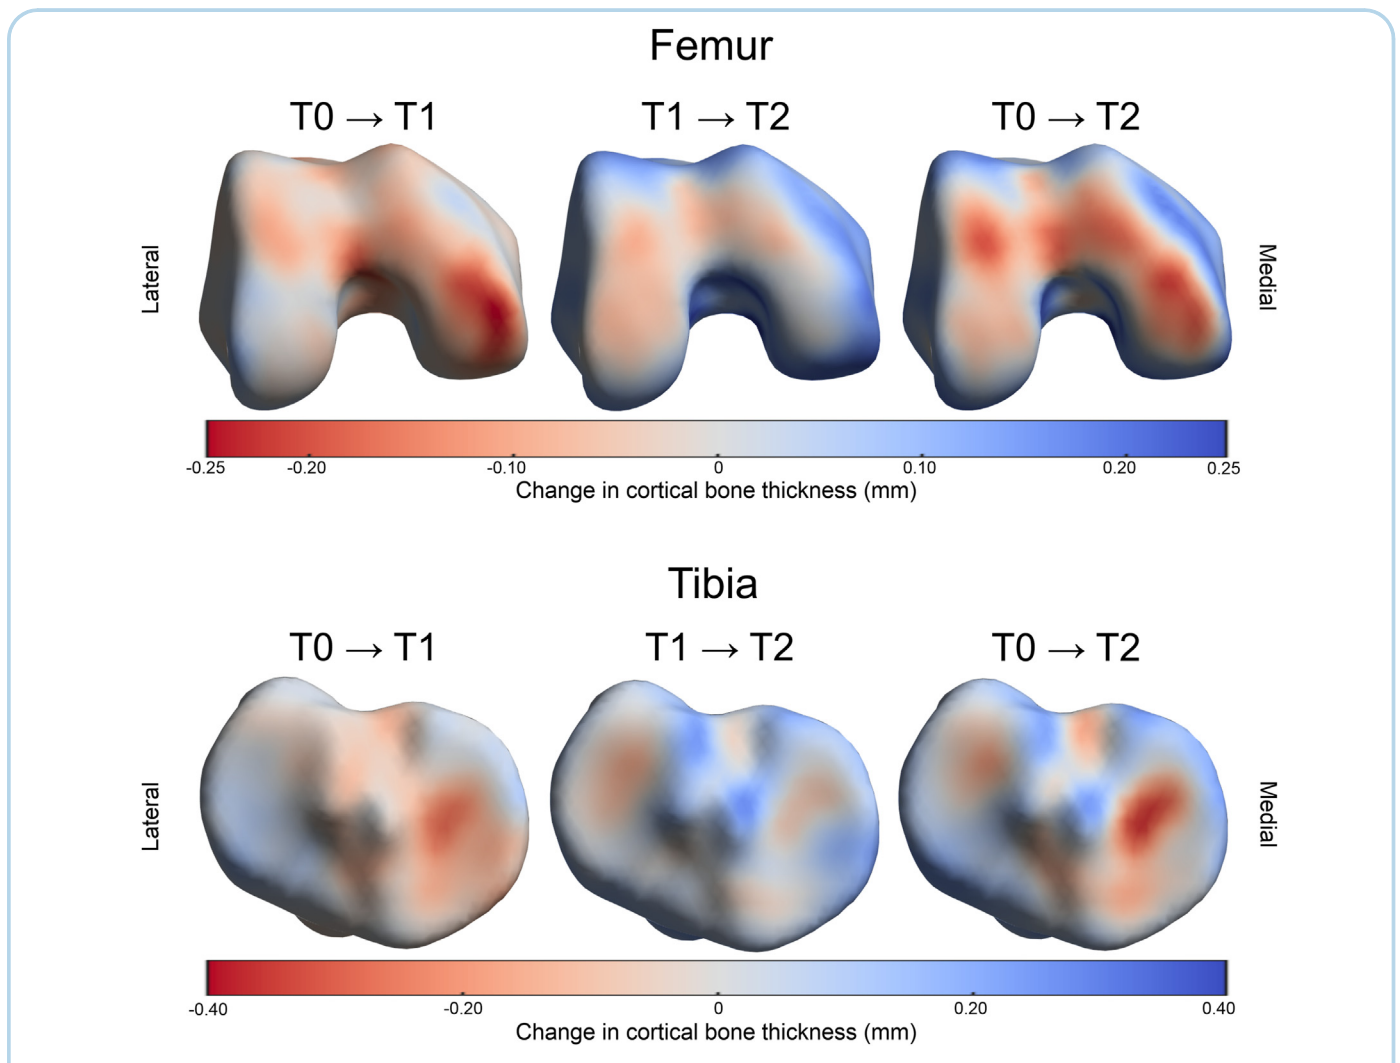 Femur
T0 → T1
T1 → T2
T0 → T2
Lateral
Medial
-0.25 -0.20 -0.10 0 0.10 0.20 0.25
Change in cortical bone thickness (mm)
Tibia
T0 → T1
T1 → T2
T0 → T2
Lateral
Medial
-0.40 -0.20 0 0.20 0.40
Change in cortical bone thickness (mm)